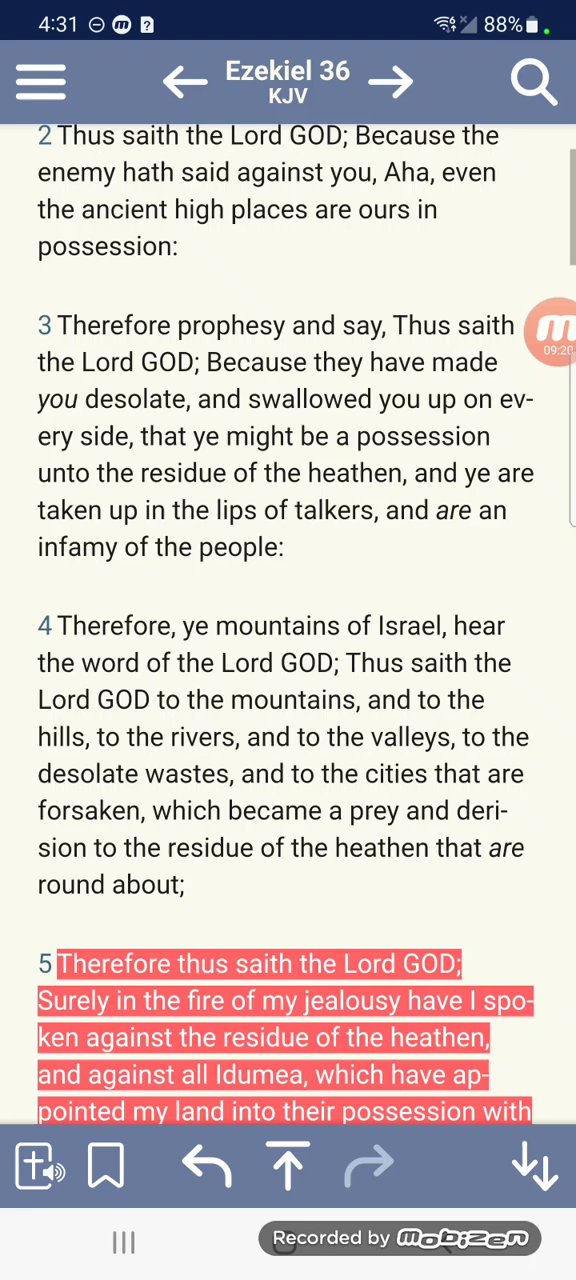 4:31
88%
Ezekiel 36
KJV
2 Thus saith the Lord GOD; Because the
enemy hath said against you, Aha, even
the ancient high places are ours in
possession:
3 Therefore prophesy and say, Thus saith
the Lord GOD; Because they have made
you desolate, and swallowed you up on ev-
ery side, that ye might be a possession
unto the residue of the heathen, and ye are
taken up in the lips of talkers, and are an
infamy of the people:
09:20
4 Therefore, ye mountains of Israel, hear
the word of the Lord GOD; Thus saith the
Lord GOD to the mountains, and to the
hills, to the rivers, and to the valleys, to the
desolate wastes, and to the cities that are
forsaken, which became a prey and deri-
sion to the residue of the heathen that are
round about;
5 Therefore thus saith the Lord GOD;
Surely in the fire of my jealousy have I spo-
ken against the residue of the heathen,
and against all Idumea, which have ap-
pointed my land into their possession with
Recorded by mobizen